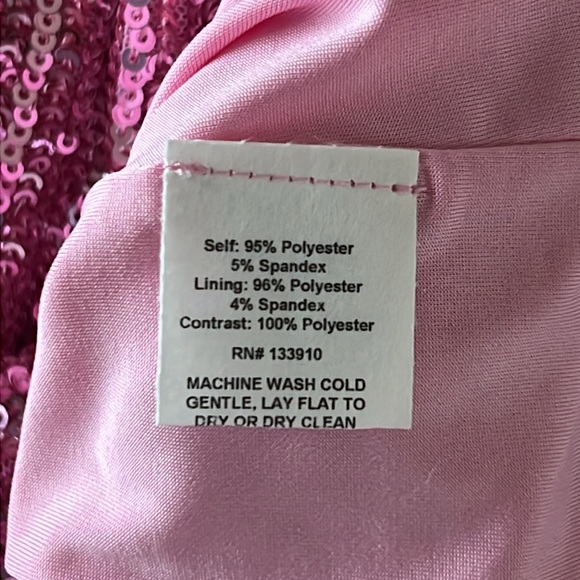 Self: 95% Polyester
5% Spandex
Lining: 96% Polyester
4% Spandex
Contrast: 100% Polyester
RN# 133910
MACHINE WASH COLD
GENTLE, LAY FLAT TO
DRY OR DRY CLEAN